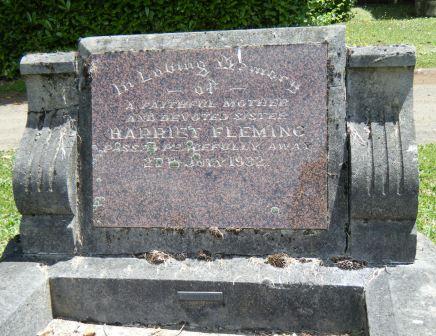 In Loving Memory
— OF —
A FAITHFUL MOTHER
AND DEVOTED SISTER
HARRIET FLEMING
PASSED PEACEFULLY AWAY
27TH JULY 1932